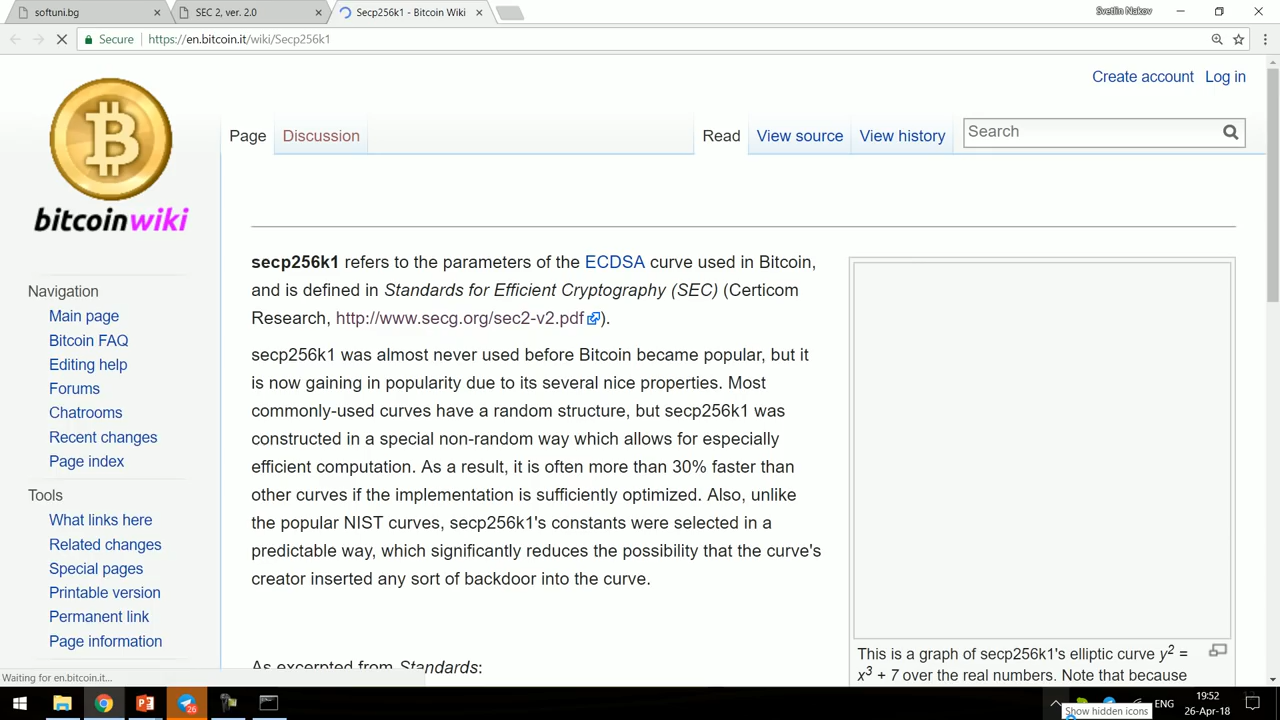 softuni.bg
SEC 2, ver. 2.0
Secp256k1 - Bitcoin Wiki
Svetlin Nakov
Secure
https://en.bitcoin.it/wiki/Secp256k1
Create account
Log in
Page
Discussion
Read
View source
View history
Search
B
bitcoinwiki
Navigation
Main page
Bitcoin FAQ
Editing help
Forums
Chatrooms
Recent changes
Page index
Tools
What links here
Related changes
Special pages
Printable version
Permanent link
Page information
secp256k1 refers to the parameters of the ECDSA curve used in Bitcoin,
and is defined in Standards for Efficient Cryptography (SEC) (Certicom
Research, http://www.secg.org/sec2-v2.pdf).
secp256k1 was almost never used before Bitcoin became popular, but it
is now gaining in popularity due to its several nice properties. Most
commonly-used curves have a random structure, but secp256k1 was
constructed in a special non-random way which allows for especially
efficient computation. As a result, it is often more than 30% faster than
other curves if the implementation is sufficiently optimized. Also, unlike
the popular NIST curves, secp256k1's constants were selected in a
predictable way, which significantly reduces the possibility that the curve's
creator inserted any sort of backdoor into the curve.
As excerpted from Standards:
This is a graph of secp256k1's elliptic curve y² =
x³ + 7 over the real numbers. Note that because
Waiting for en.bitcoin.it...
26
Show hidden icons
ENG
19:52
26-Apr-18